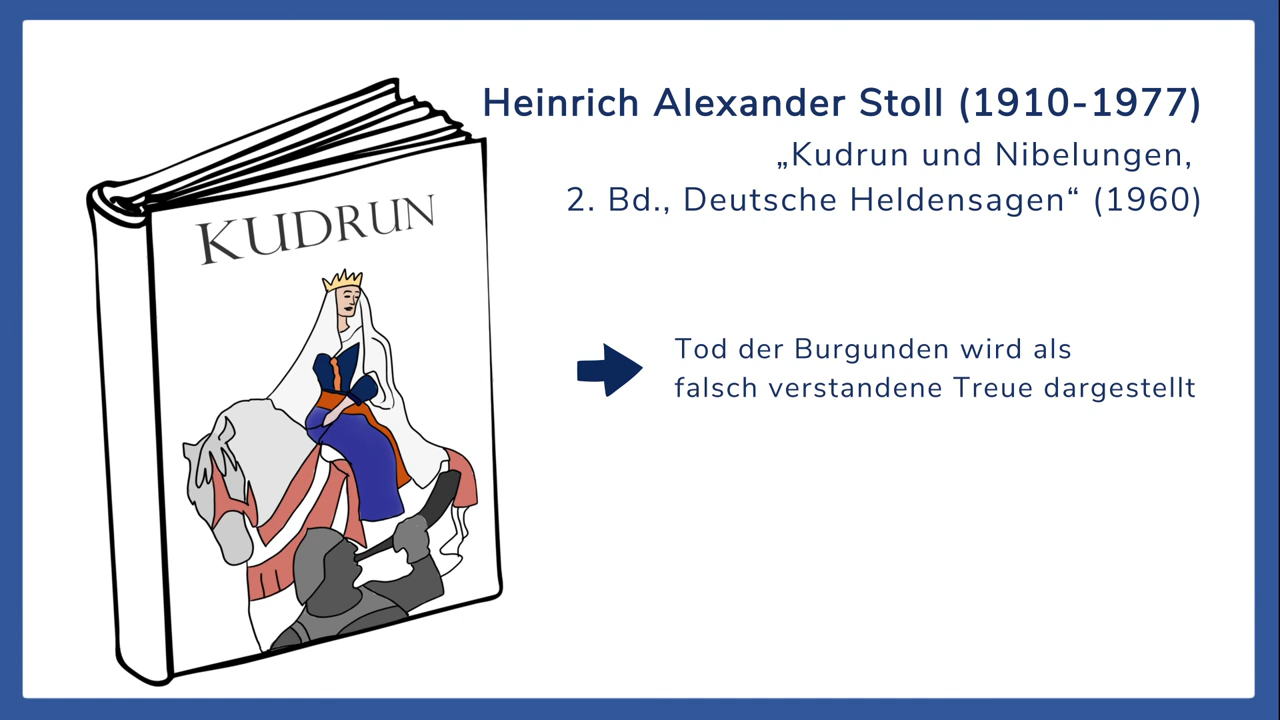 KUDRUN
Heinrich Alexander Stoll (1910-1977)
„Kudrun und Nibelungen,
2. Bd., Deutsche Heldensagen“ (1960)
Tod der Burgunden wird als
falsch verstandene Treue dargestellt